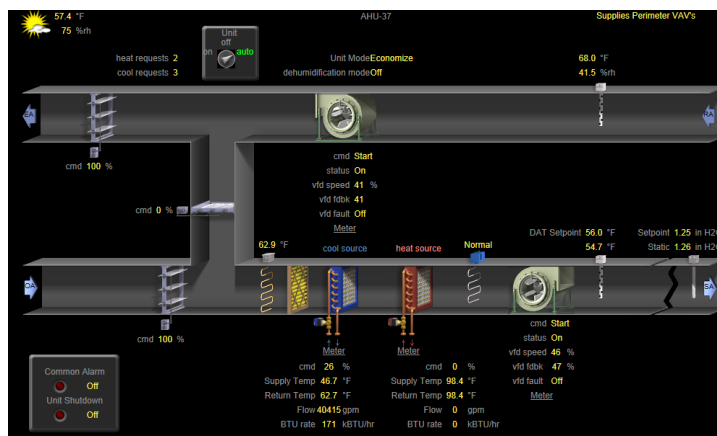 57.4 °F
75 %rh
AHU-37
Supplies Perimeter VAV's
Unit
off
on
auto
heat requests 2
cool requests 3
Unit Mode Economize
dehumidification mode Off
68.0 °F
41.5 %rh
EA
RA
cmd 100 %
cmd Start
status On
vfd speed 41 %
vfd fdbk 41
vfd fault Off
Meter
cmd 0 %
62.9 °F
cool source
heat source
Normal
DAT Setpoint 56.0 °F
54.7 °F
Setpoint 1.25 in H2
Static 1.26 in H2
OA
SA
cmd 100 %
Meter
cmd 26 %
Supply Temp 46.7 °F
Return Temp 62.7 °F
Flow 40415 gpm
BTU rate 171 kBTU/hr
Meter
cmd 0 %
Supply Temp 98.4 °F
Return Temp 98.4 °F
Flow 0 gpm
BTU rate 0 kBTU/hr
cmd Start
status On
vfd speed 46 %
vfd fdbk 47 %
vfd fault Off
Meter
Common Alarm
Off
Unit Shutdown
Off